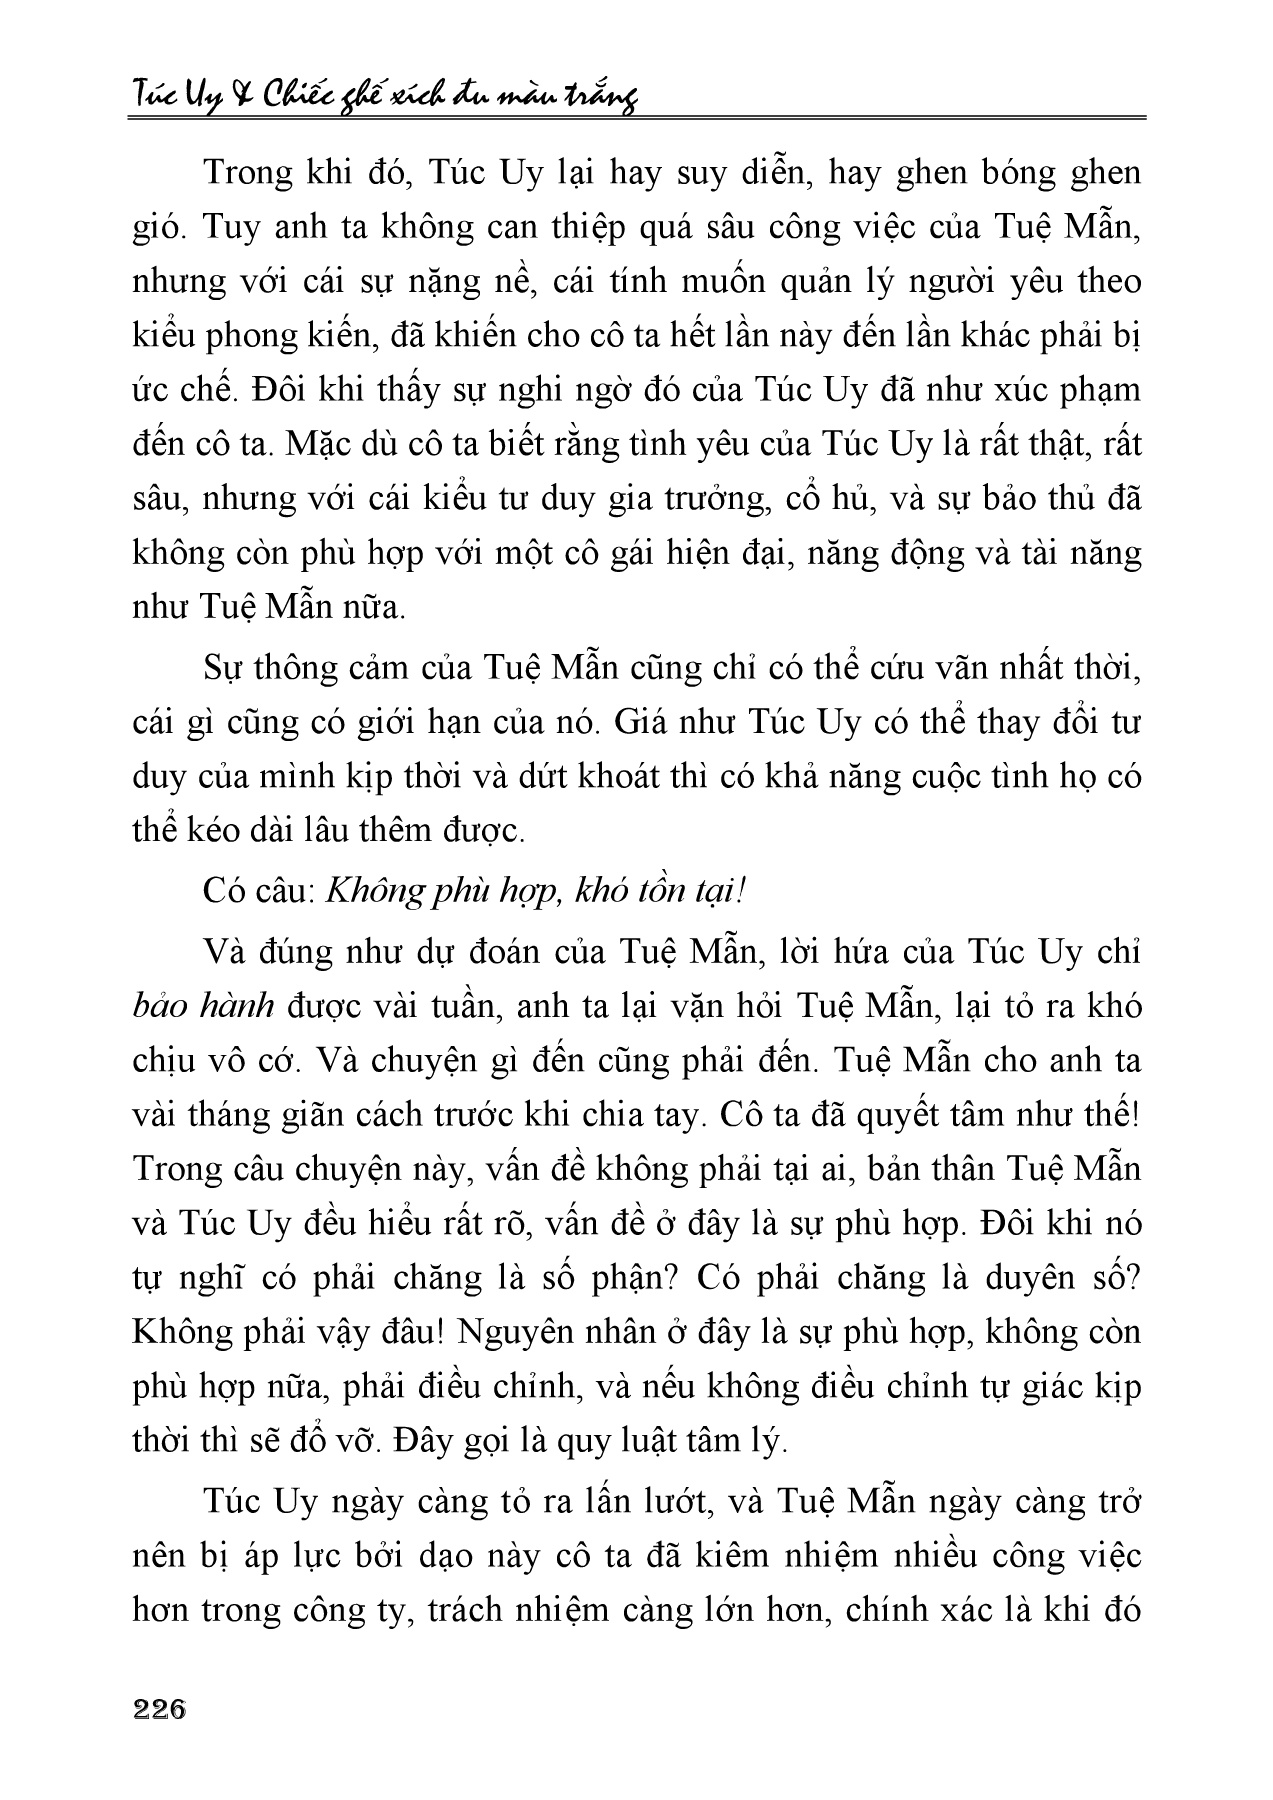 Túc Uy & Chiếc ghế xích đu màu trắng
Trong khi đó, Túc Uy lại hay suy diễn, hay ghen bóng ghen
gió. Tuy anh ta không can thiệp quá sâu công việc của Tuệ Mẫn,
nhưng với cái sự nặng nề, cái tính muốn quản lý người yêu theo
kiểu phong kiến, đã khiến cho cô ta hết lần này đến lần khác phải bị
ức chế. Đôi khi thấy sự nghi ngờ đó của Túc Uy đã như xúc phạm
đến cô ta. Mặc dù cô ta biết rằng tình yêu của Túc Uy là rất thật, rất
sâu, nhưng với cái kiểu tư duy gia trưởng, cổ hủ, và sự bảo thủ đã
không còn phù hợp với một cô gái hiện đại, năng động và tài năng
như Tuệ Mẫn nữa.
Sự thông cảm của Tuệ Mẫn cũng chỉ có thể cứu vãn nhất thời,
cái gì cũng có giới hạn của nó. Giá như Túc Uy có thể thay đổi tư
duy của mình kịp thời và dứt khoát thì có khả năng cuộc tình họ có
thể kéo dài lâu thêm được.
Có câu: Không phù hợp, khó tồn tại!
Và đúng như dự đoán của Tuệ Mẫn, lời hứa của Túc Uy chỉ
bảo hành được vài tuần, anh ta lại vặn hỏi Tuệ Mẫn, lại tỏ ra khó
chịu vô cớ. Và chuyện gì đến cũng phải đến. Tuệ Mẫn cho anh ta
vài tháng giãn cách trước khi chia tay. Cô ta đã quyết tâm như thế!
Trong câu chuyện này, vấn đề không phải tại ai, bản thân Tuệ Mẫn
và Túc Uy đều hiểu rất rõ, vấn đề ở đây là sự phù hợp. Đôi khi nó
tự nghĩ có phải chăng là số phận? Có phải chăng là duyên số?
Không phải vậy đâu! Nguyên nhân ở đây là sự phù hợp, không còn
phù hợp nữa, phải điều chỉnh, và nếu không điều chỉnh tự giác kịp
thời thì sẽ đổ vỡ. Đây gọi là quy luật tâm lý.
Túc Uy ngày càng tỏ ra lấn lướt, và Tuệ Mẫn ngày càng trở
nên bị áp lực bởi dạo này cô ta đã kiêm nhiệm nhiều công việc
hơn trong công ty, trách nhiệm càng lớn hơn, chính xác là khi đó
226